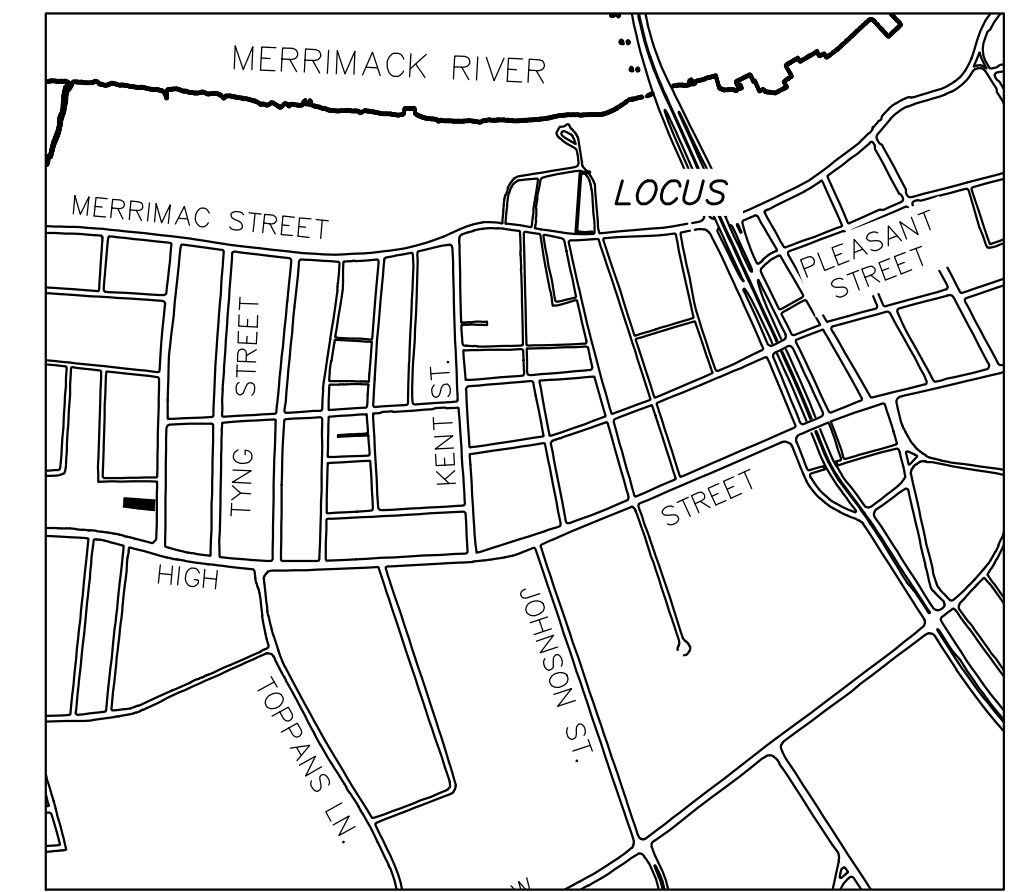 MERRIMACK RIVER
LOCUS
MERRIMAC STREET
PLEASANT
STREET
TYNG STREET
KENT ST.
STREET
HIGH
JOHNSON ST.
TOPPANS LN.
W